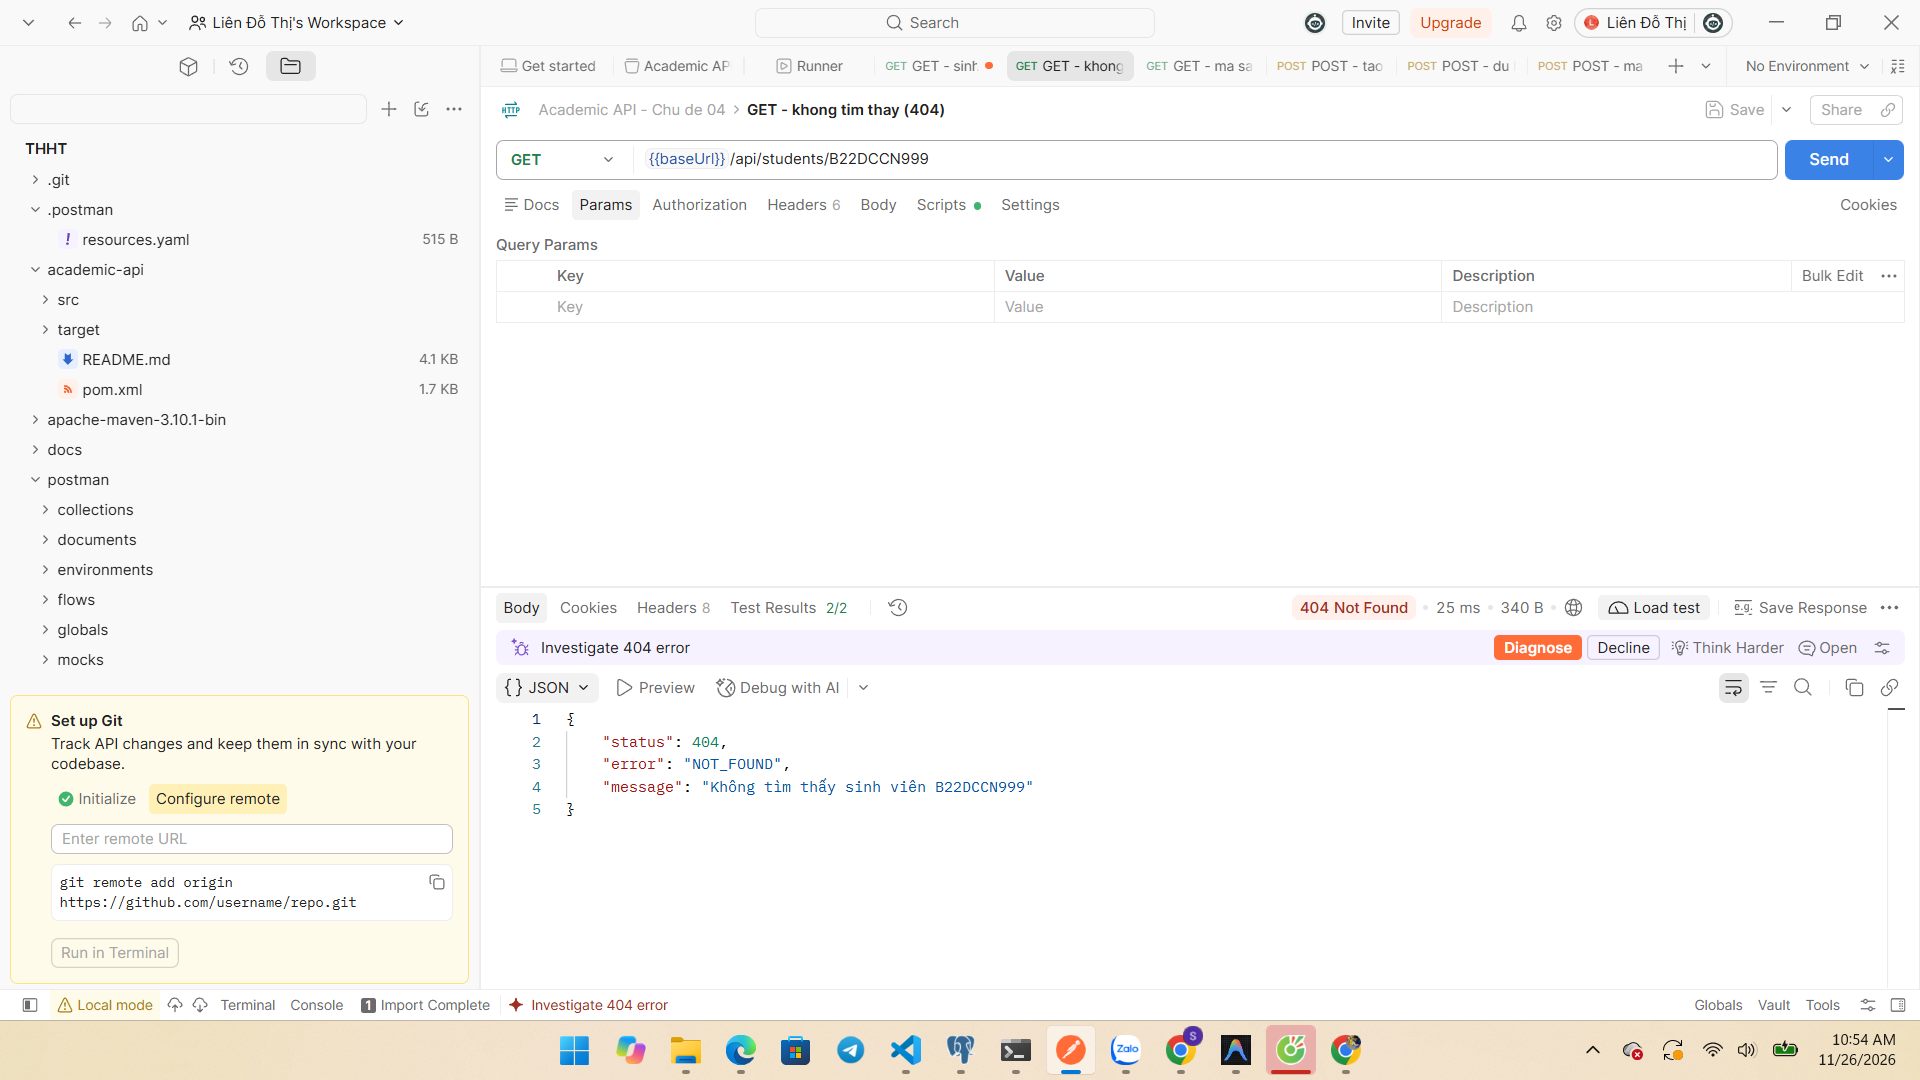 Liên Đỗ Thị's Workspace
Search
Invite
Upgrade
Liên Đỗ Thị
Get started
Academic AP
Runner
GET GET - sinh
GET GET - khong
GET GET - ma sa
POST POST - tao
POST POST - du
POST POST - ma
No Environment
Academic API - Chu de 04 > GET - khong tim thay (404)
Save
Share
THHT
.git
.postman
resources.yaml 515 B
academic-api
src
target
README.md 4.1 KB
pom.xml 1.7 KB
apache-maven-3.10.1-bin
docs
postman
collections
documents
environments
flows
globals
mocks
GET {{baseUrl}} /api/students/B22DCCN999
Send
Docs Params Authorization Headers 6 Body Scripts Settings Cookies
Query Params
Key Value Description Bulk Edit
Key Value Description
Body Cookies Headers 8 Test Results 2/2
404 Not Found 25 ms 340 B Load test e.g. Save Response
Investigate 404 error
Diagnose Decline Think Harder Open
{} JSON Preview Debug with AI
1 {
2 "status": 404,
3 "error": "NOT_FOUND",
4 "message": "Không tìm thấy sinh viên B22DCCN999"
5 }
Set up Git
Track API changes and keep them in sync with your
codebase.
Initialize Configure remote
Enter remote URL
git remote add origin
https://github.com/username/repo.git
Run in Terminal
Local mode Terminal Console 1 Import Complete Investigate 404 error
Globals Vault Tools
Zalo
S
10:54 AM
11/26/2026